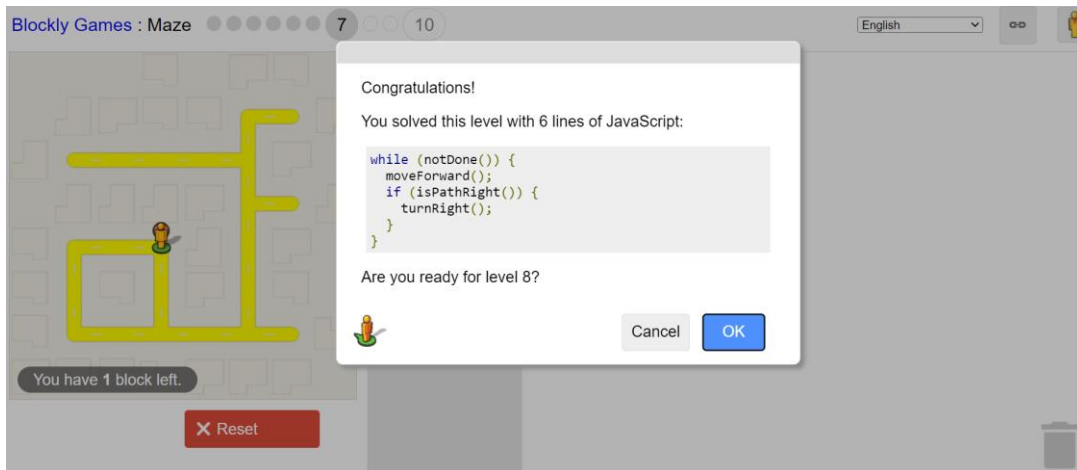 Blockly Games : Maze 7 10 English
Congratulations!
You solved this level with 6 lines of JavaScript:
while (notDone()) {
  moveForward();
  if (isPathRight()) {
    turnRight();
  }
}
Are you ready for level 8?
Cancel OK
You have 1 block left.
Reset